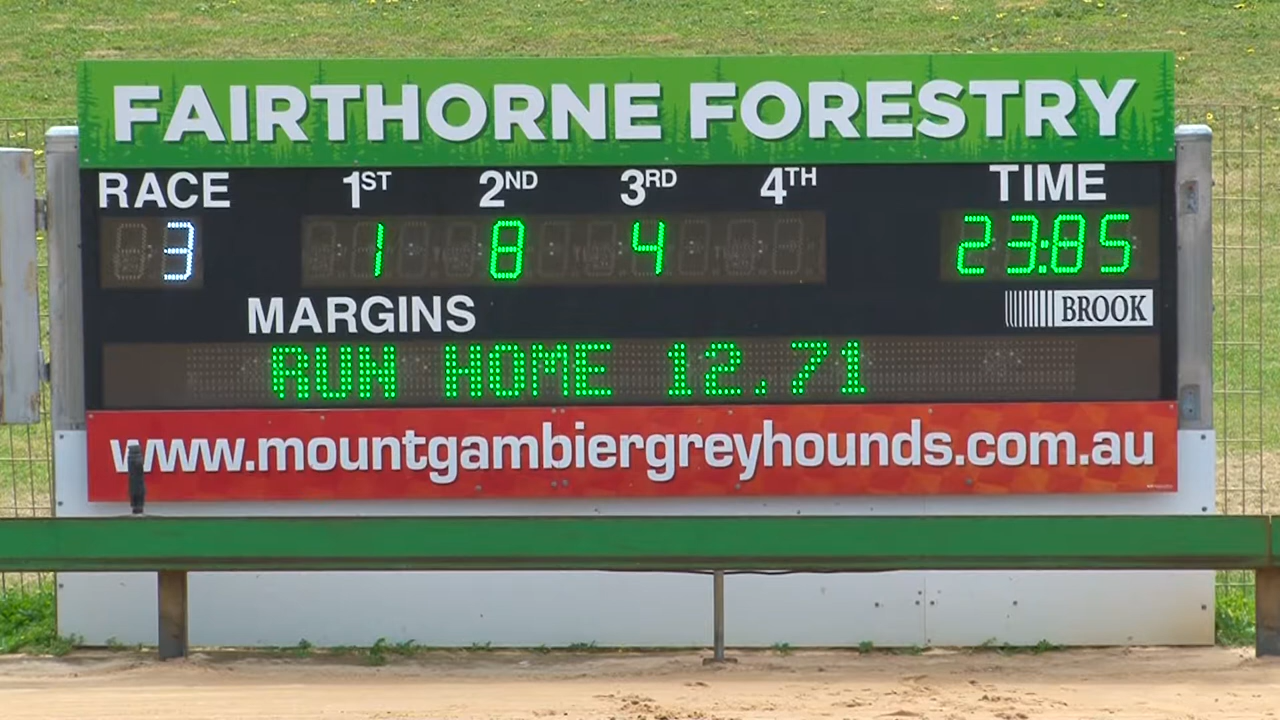 FAIRTHORNE FORESTRY
RACE 1ST 2ND 3RD 4TH TIME
3 1 8 4 23:85
MARGINS BROOK
RUN HOME 12.71
www.mountgambiergreyhounds.com.au